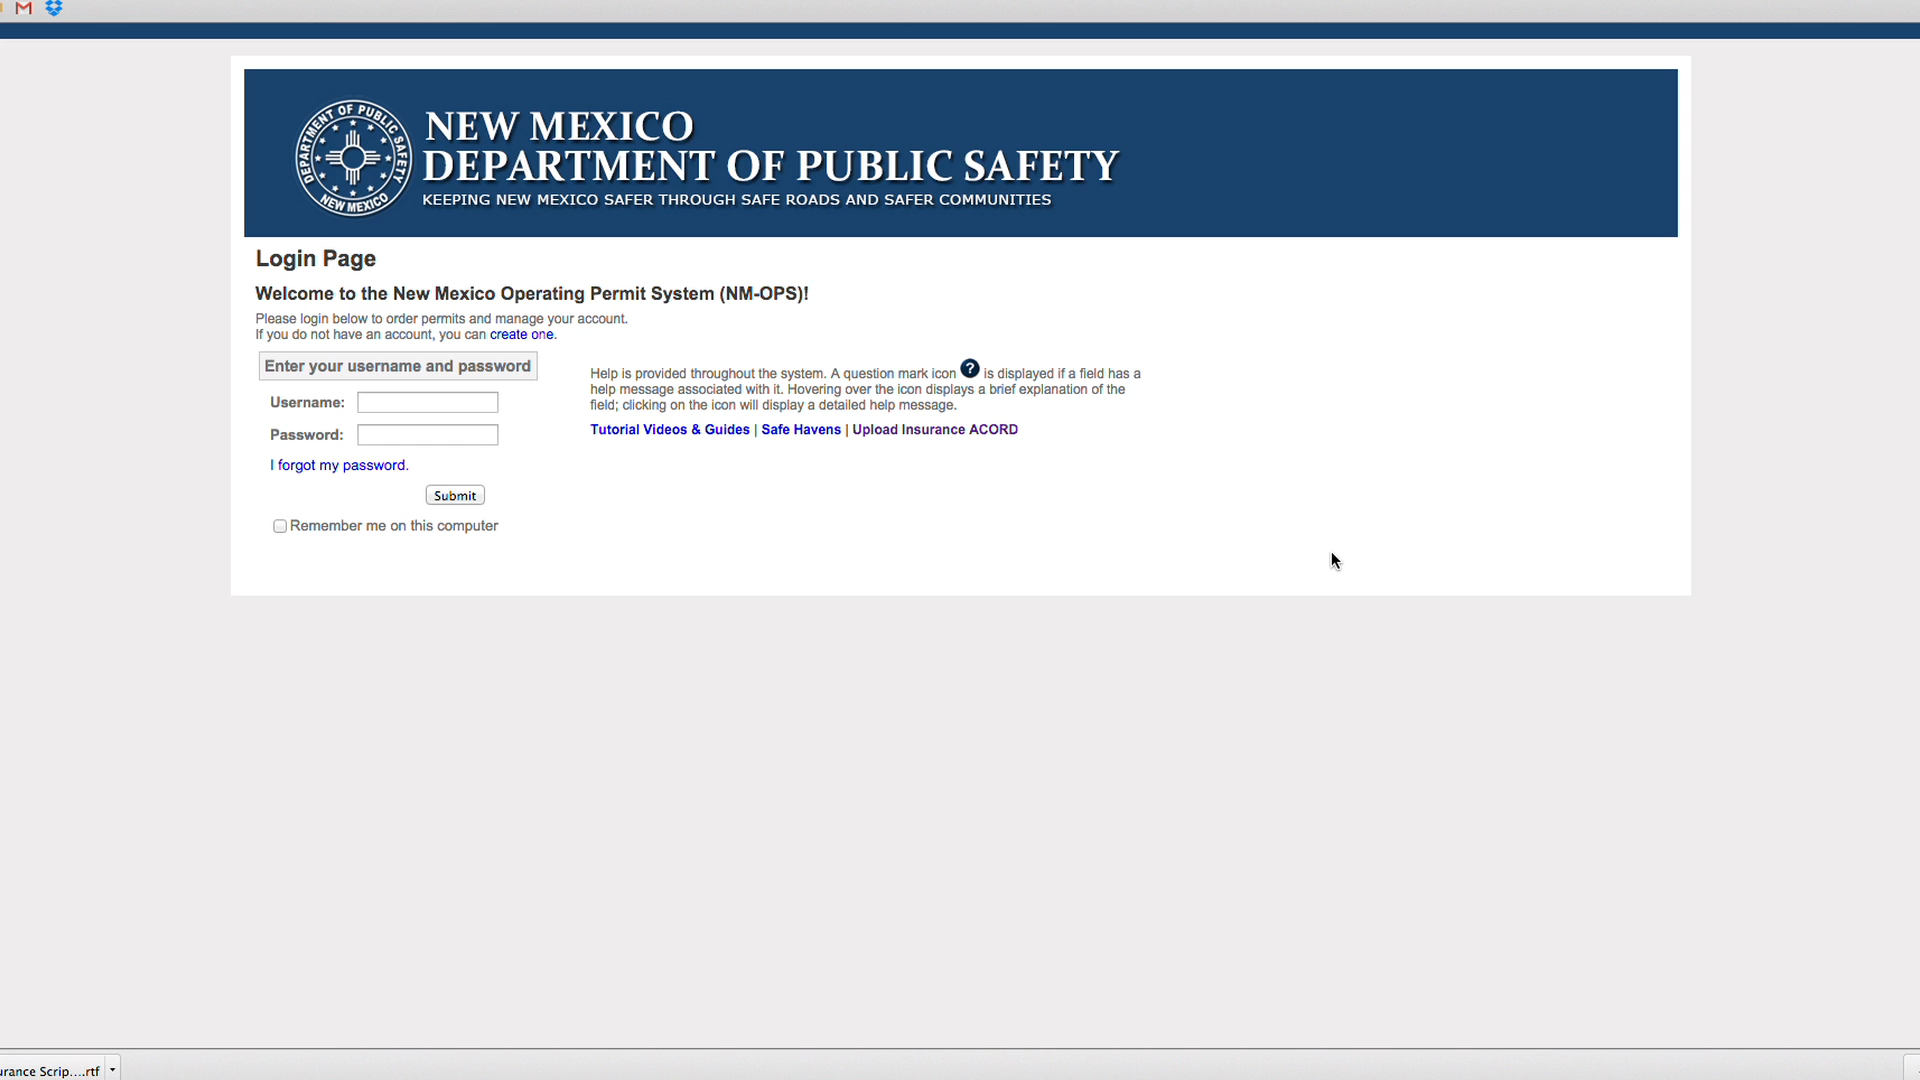 DEPARTMENT OF PUBLIC SAFETY
NEW MEXICO
NEW MEXICO
DEPARTMENT OF PUBLIC SAFETY
KEEPING NEW MEXICO SAFER THROUGH SAFE ROADS AND SAFER COMMUNITIES
Login Page
Welcome to the New Mexico Operating Permit System (NM-OPS)!
Please login below to order permits and manage your account.
If you do not have an account, you can create one.
Enter your username and password
Username:
Password:
I forgot my password.
Submit
Remember me on this computer
Help is provided throughout the system. A question mark icon ? is displayed if a field has a
help message associated with it. Hovering over the icon displays a brief explanation of the
field; clicking on the icon will display a detailed help message.
Tutorial Videos & Guides | Safe Havens | Upload Insurance ACORD
urance Scrip....rtf